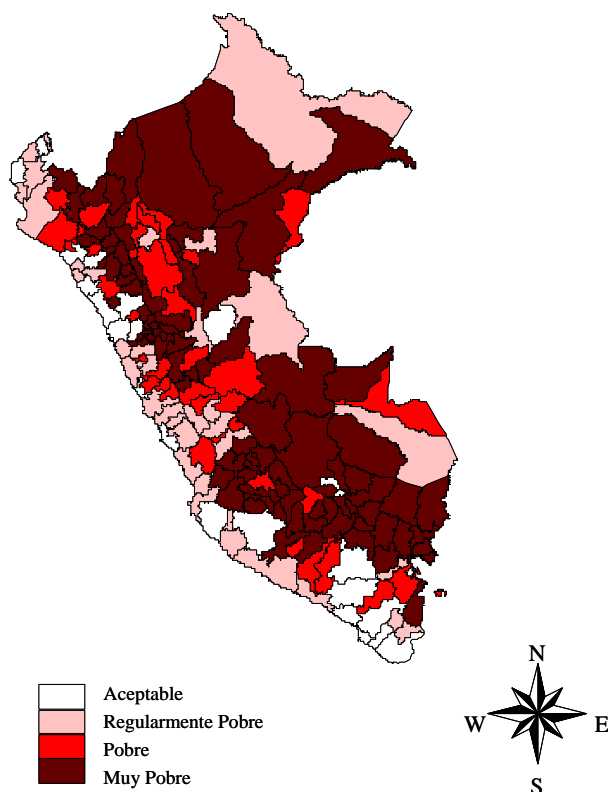 Aceptable
Regularmente Pobre
Pobre
Muy Pobre
N
W E
S